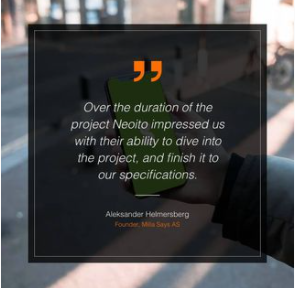 Over the duration of the
project Neoito impressed us
with their ability to dive into
the project, and finish it to
our specifications.
Aleksander Helmersberg
Founder, Milla Says AS